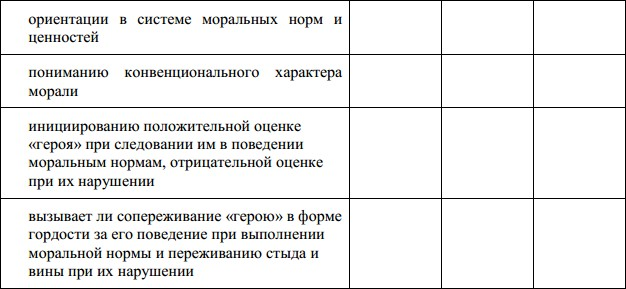 ориентации в системе моральных норм и
ценностей
пониманию конвенционального характера
морали
инициированию положительной оценке
«героя» при следовании им в поведении
моральным нормам, отрицательной оценке
при их нарушении
вызывает ли сопереживание «герою» в форме
гордости за его поведение при выполнении
моральной нормы и переживанию стыда и
вины при их нарушении